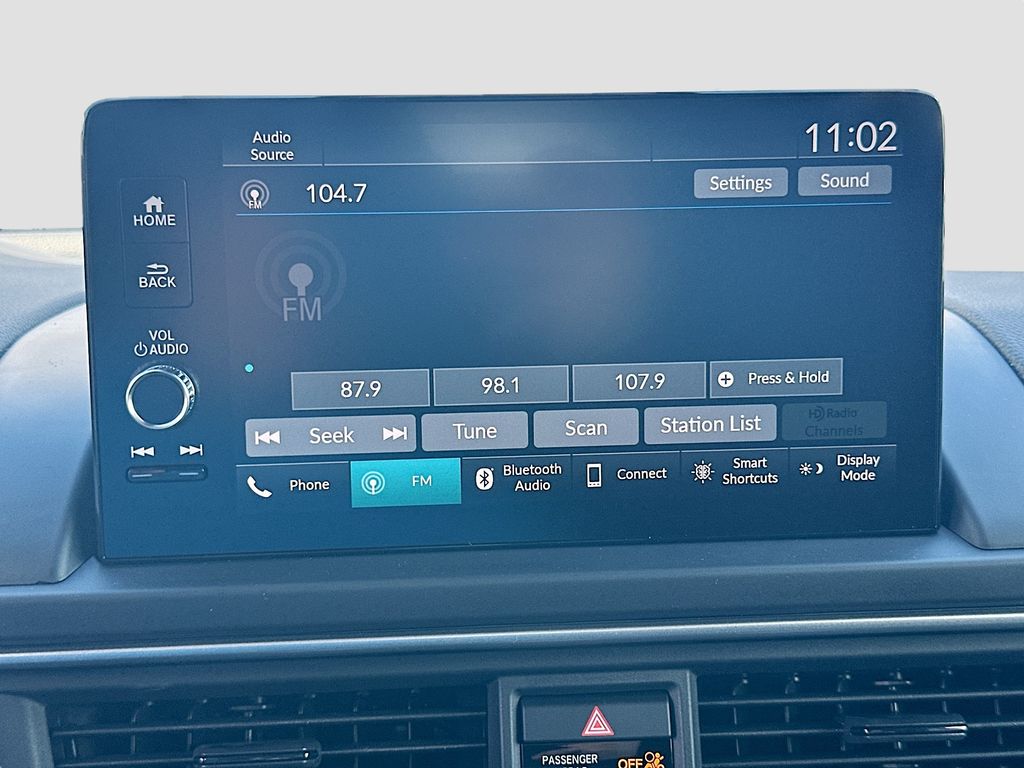 Audio
Source
11:02
FM
104.7
Settings
Sound
HOME
BACK
FM
VOL
AUDIO
87.9
98.1
107.9
Press & Hold
Seek
Tune
Scan
Station List
HD Radio
Channels
Phone
FM
Bluetooth
Audio
Connect
Smart
Shortcuts
Display
Mode
PASSENGER
OFF